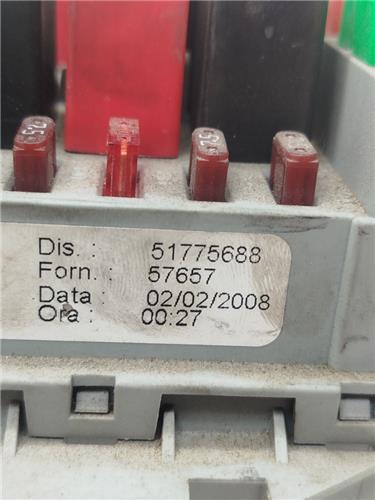 Dis. : 51775688
Forn. : 57657
Data : 02/02/2008
Ora : 00:27